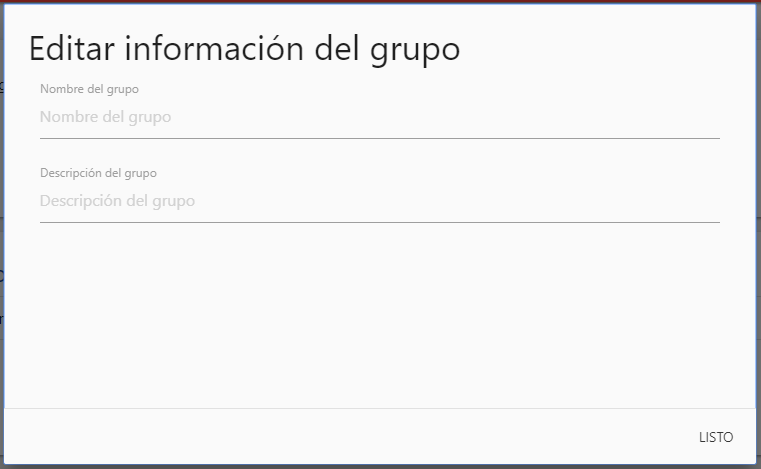 Editar información del grupo
Nombre del grupo
Nombre del grupo
Descripción del grupo
Descripción del grupo
LISTO